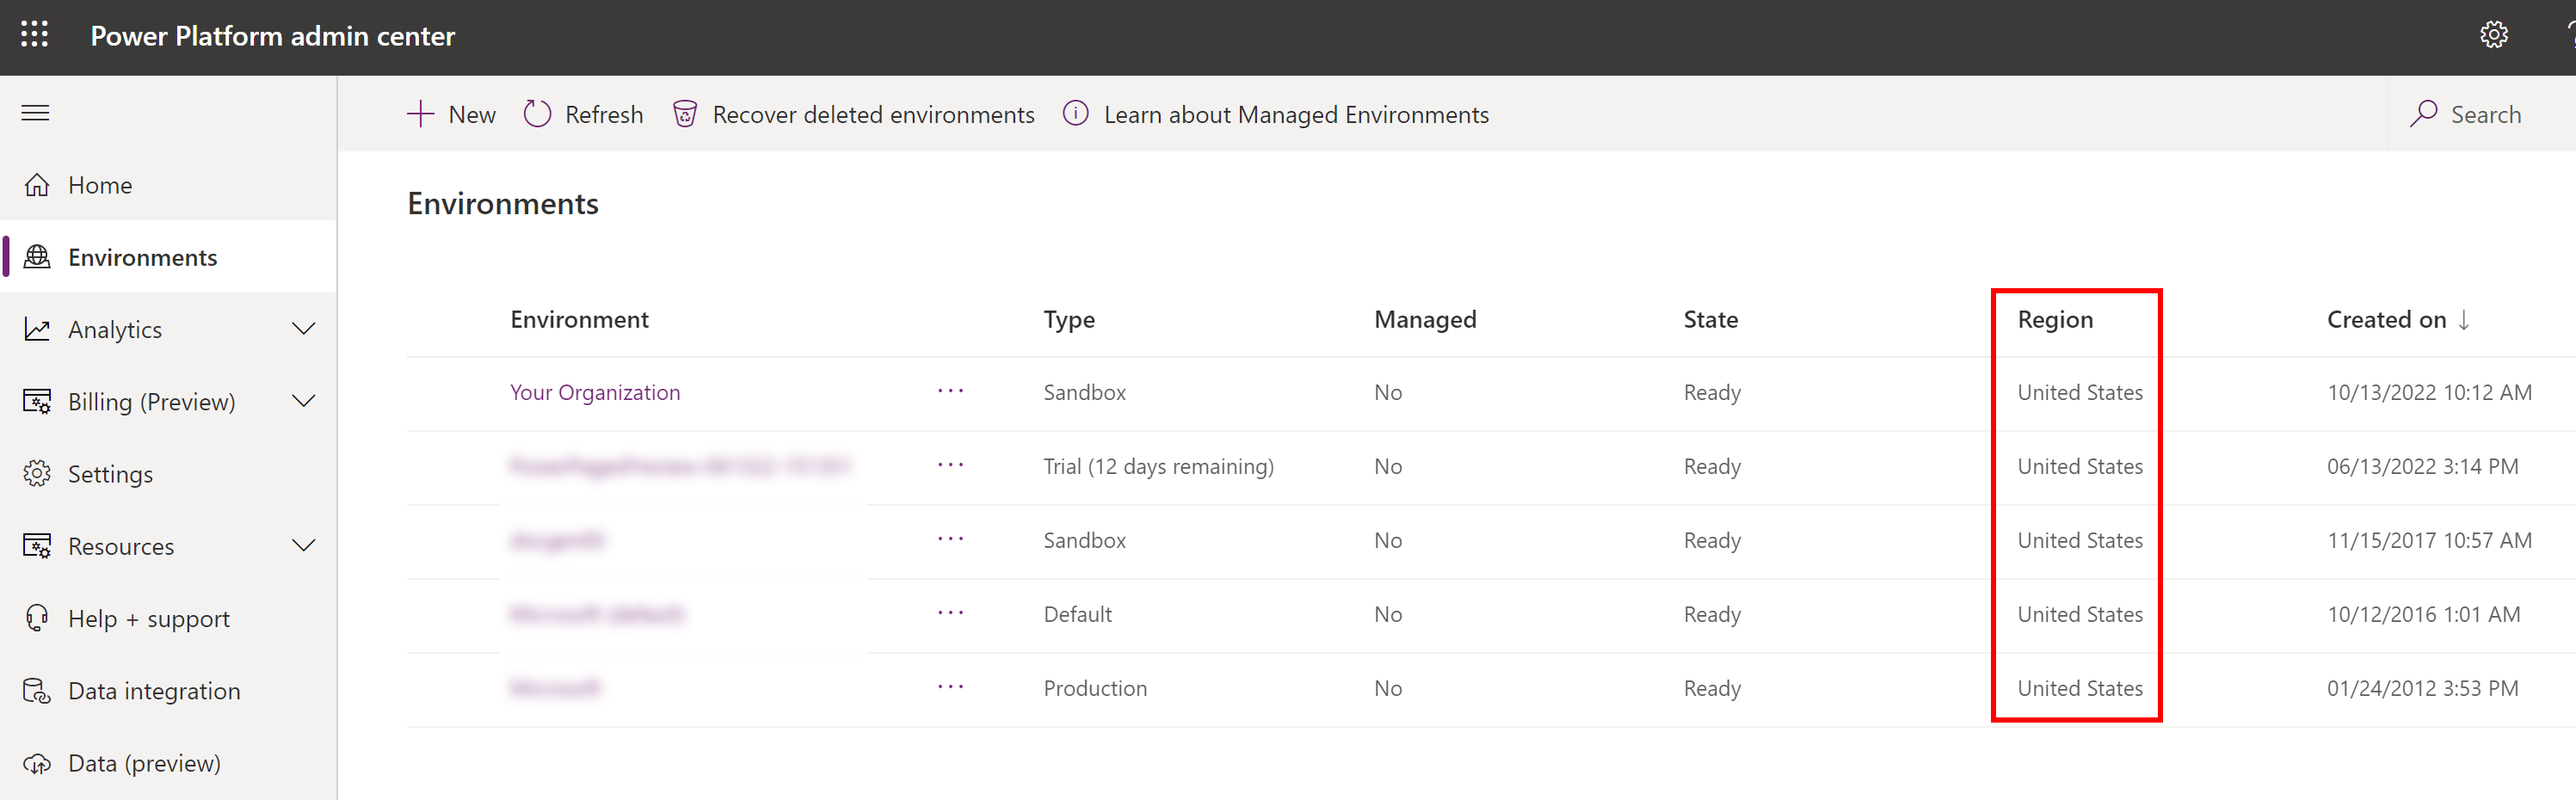 Power Platform admin center
New Refresh Recover deleted environments Learn about Managed Environments Search
Home
Environments
Analytics
Billing (Preview)
Settings
Resources
Help + support
Data integration
Data (preview)
Environments
Environment Type Managed State Region Created on ↓
Your Organization ... Sandbox No Ready United States 10/13/2022 10:12 AM
... Trial (12 days remaining) No Ready United States 06/13/2022 3:14 PM
... Sandbox No Ready United States 11/15/2017 10:57 AM
... Default No Ready United States 10/12/2016 1:01 AM
... Production No Ready United States 01/24/2012 3:53 PM